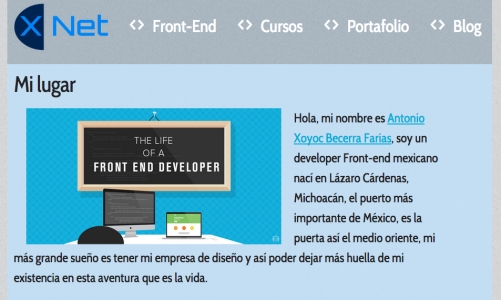 X Net <> Front-End <> Cursos <> Portafolio <> Blog
Mi lugar
THE LIFE
OF A
FRONT END DEVELOPER
Hola, mi nombre es Antonio
Xoyoc Becerra Farias, soy un
developer Front-end mexicano
nací en Lázaro Cárdenas,
Michoacán, el puerto más
importante de México, es la
puerta así el medio oriente, mi
más grande sueño es tener mi empresa de diseño y así poder dejar más huella de mi
existencia en esta aventura que es la vida.